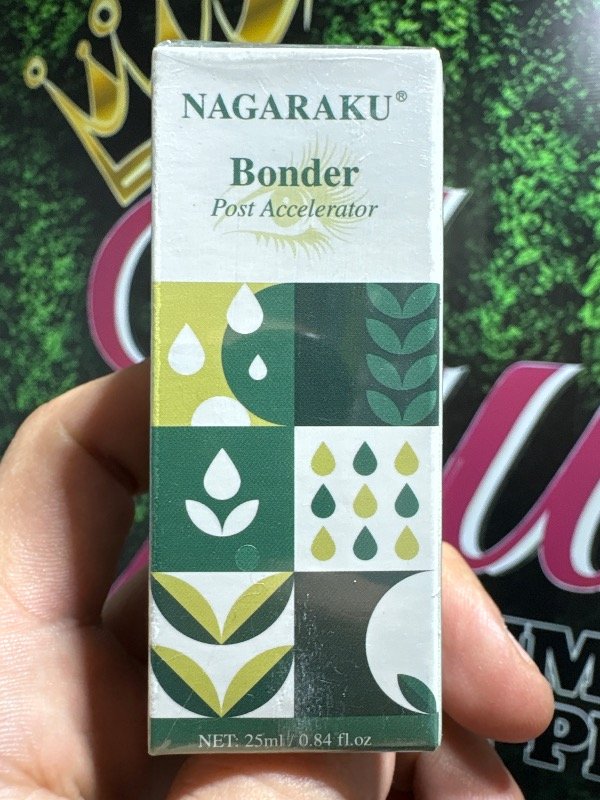 NAGARAKU®
Bonder
Post Accelerator
NET: 25ml / 0.84 fl.oz